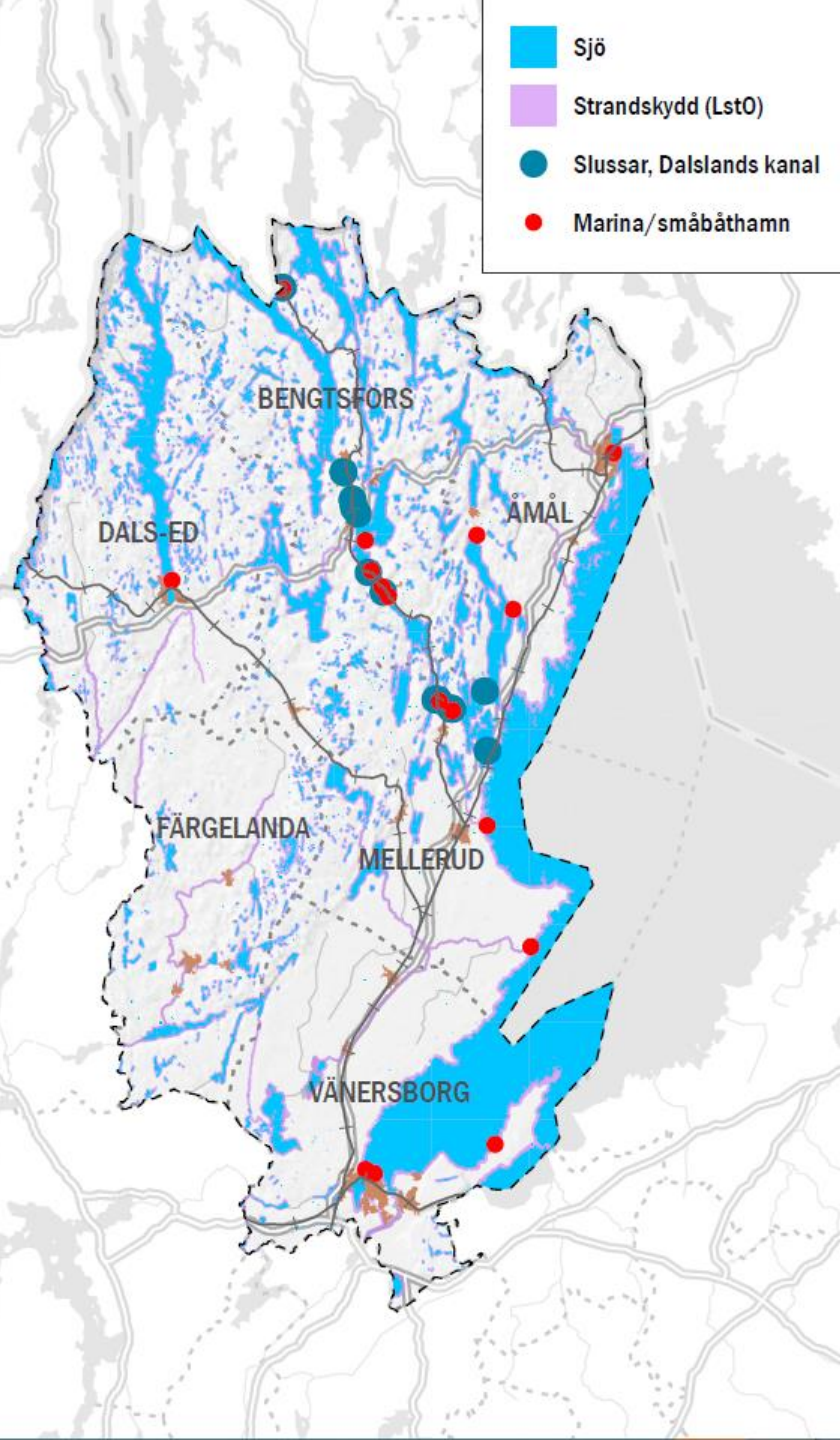 Sjö
Strandskydd (LstO)
Slussar, Dalslands kanal
Marina/småbåthamn
BENGTSFORS
ÅMÅL
DALS-ED
FÄRGELANDA
MELLERUD
VÄNERSBORG